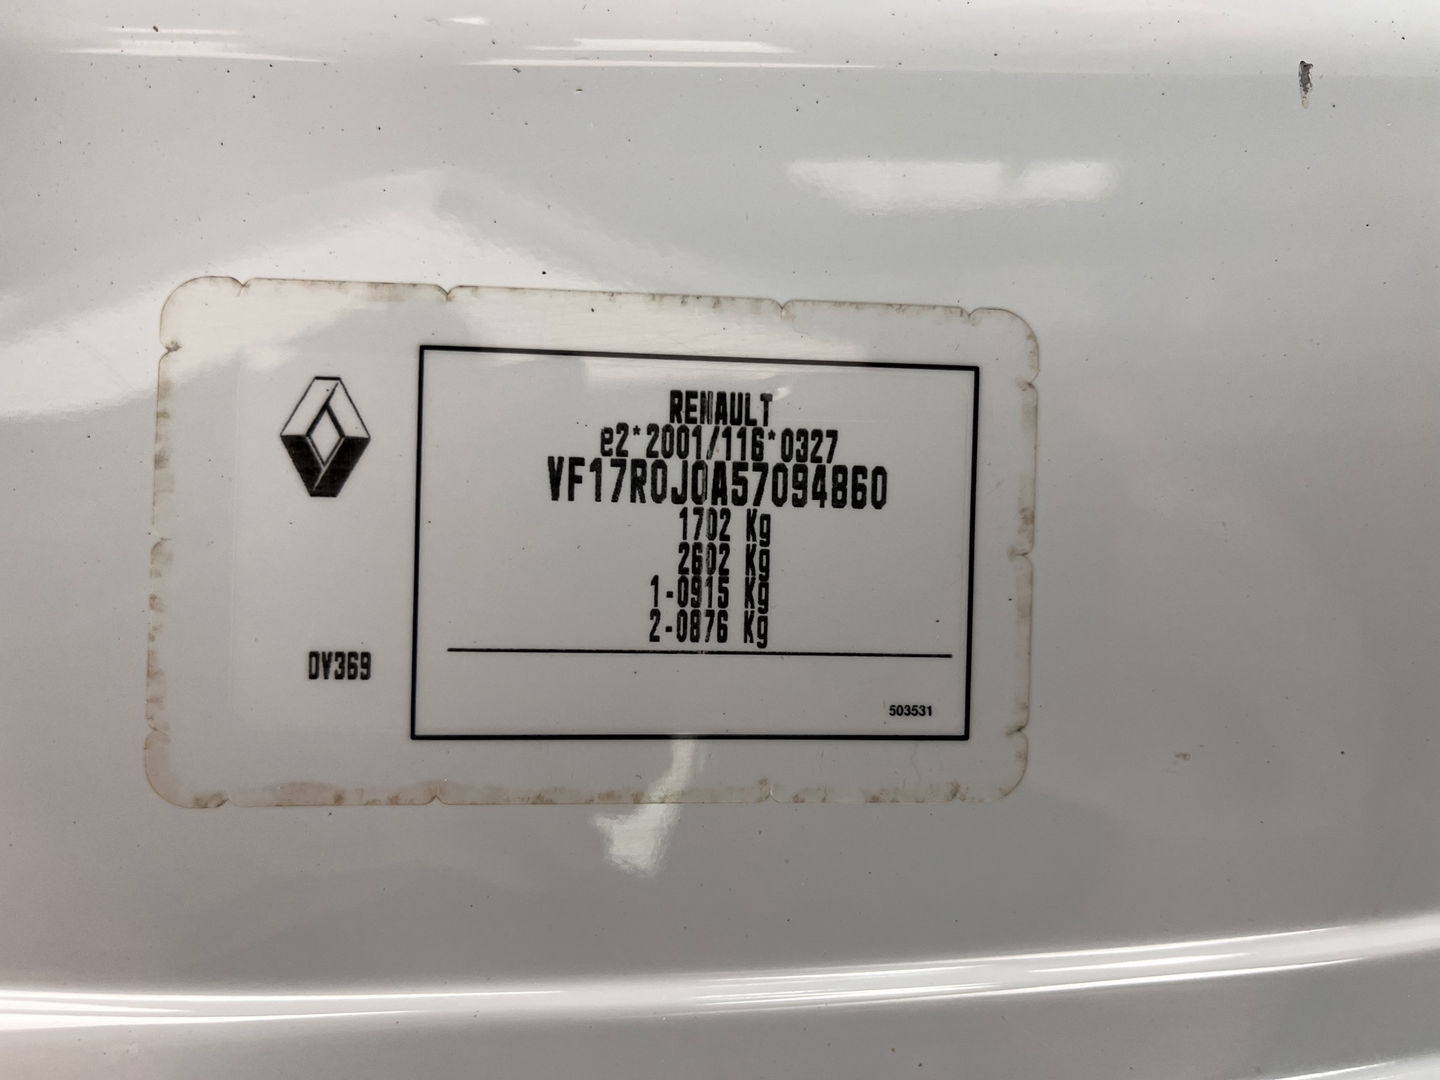 RENAULT
e2*2001/116*0327
VF17R0J0A57094860
1702 Kg
2602 Kg
1-0915 Kg
2-0876 Kg
DV369
503531